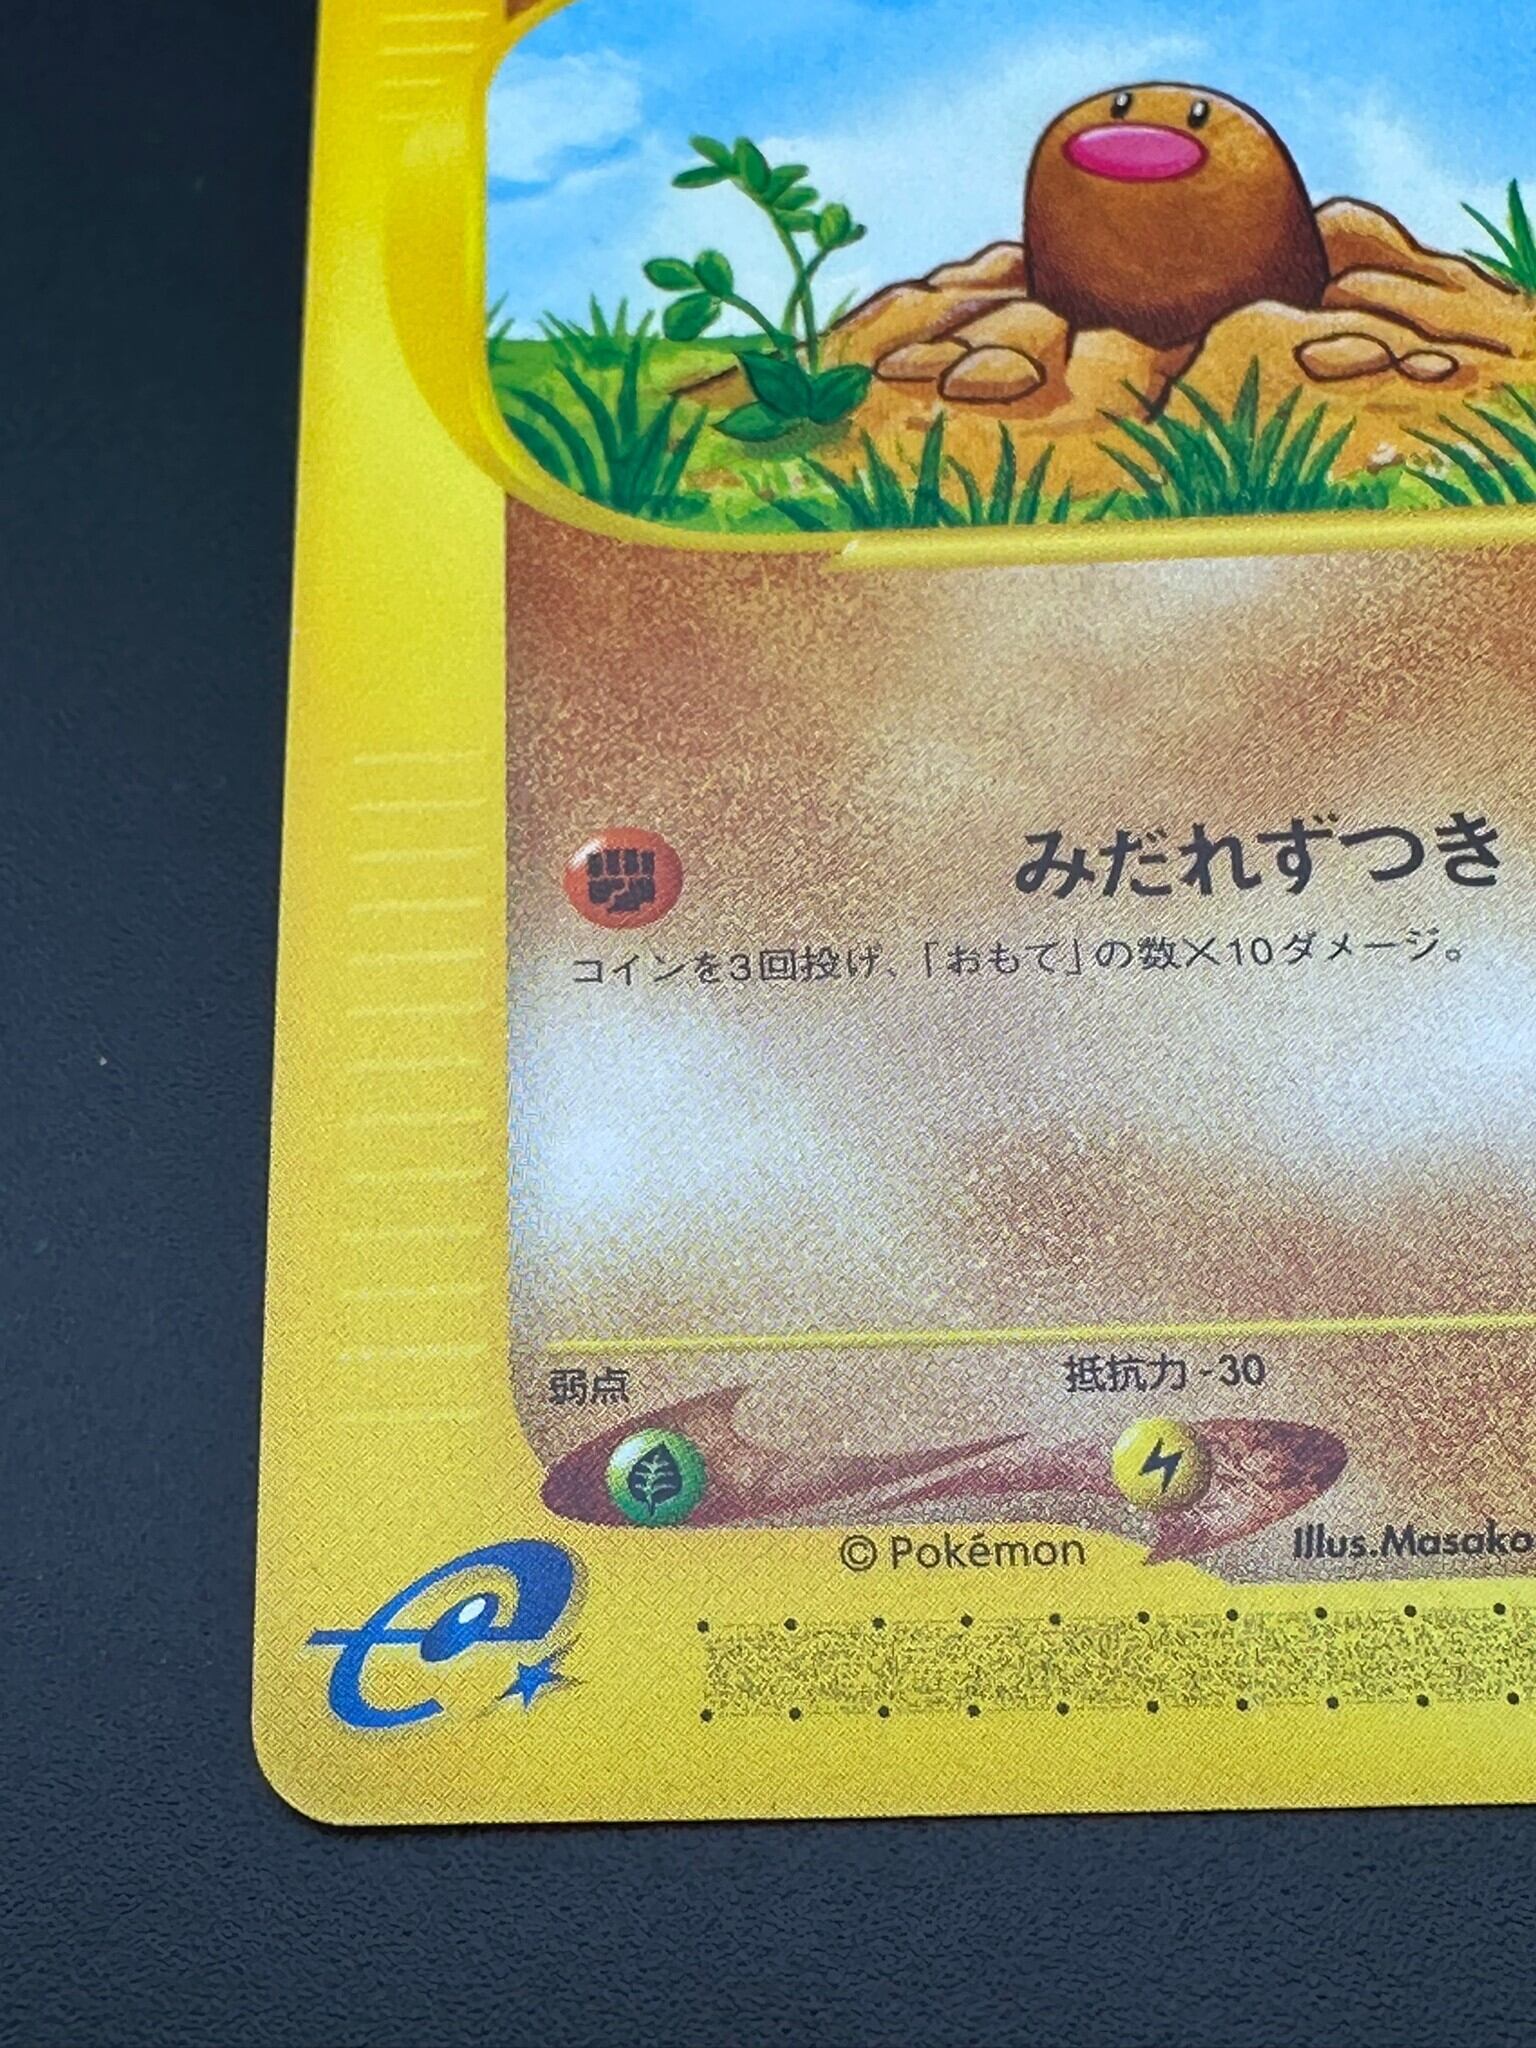 みだれずつき
コインを3回投げ、「おもて」の数×10ダメージ。
弱点
抵抗力-30
© Pokémon
Illus.Masako